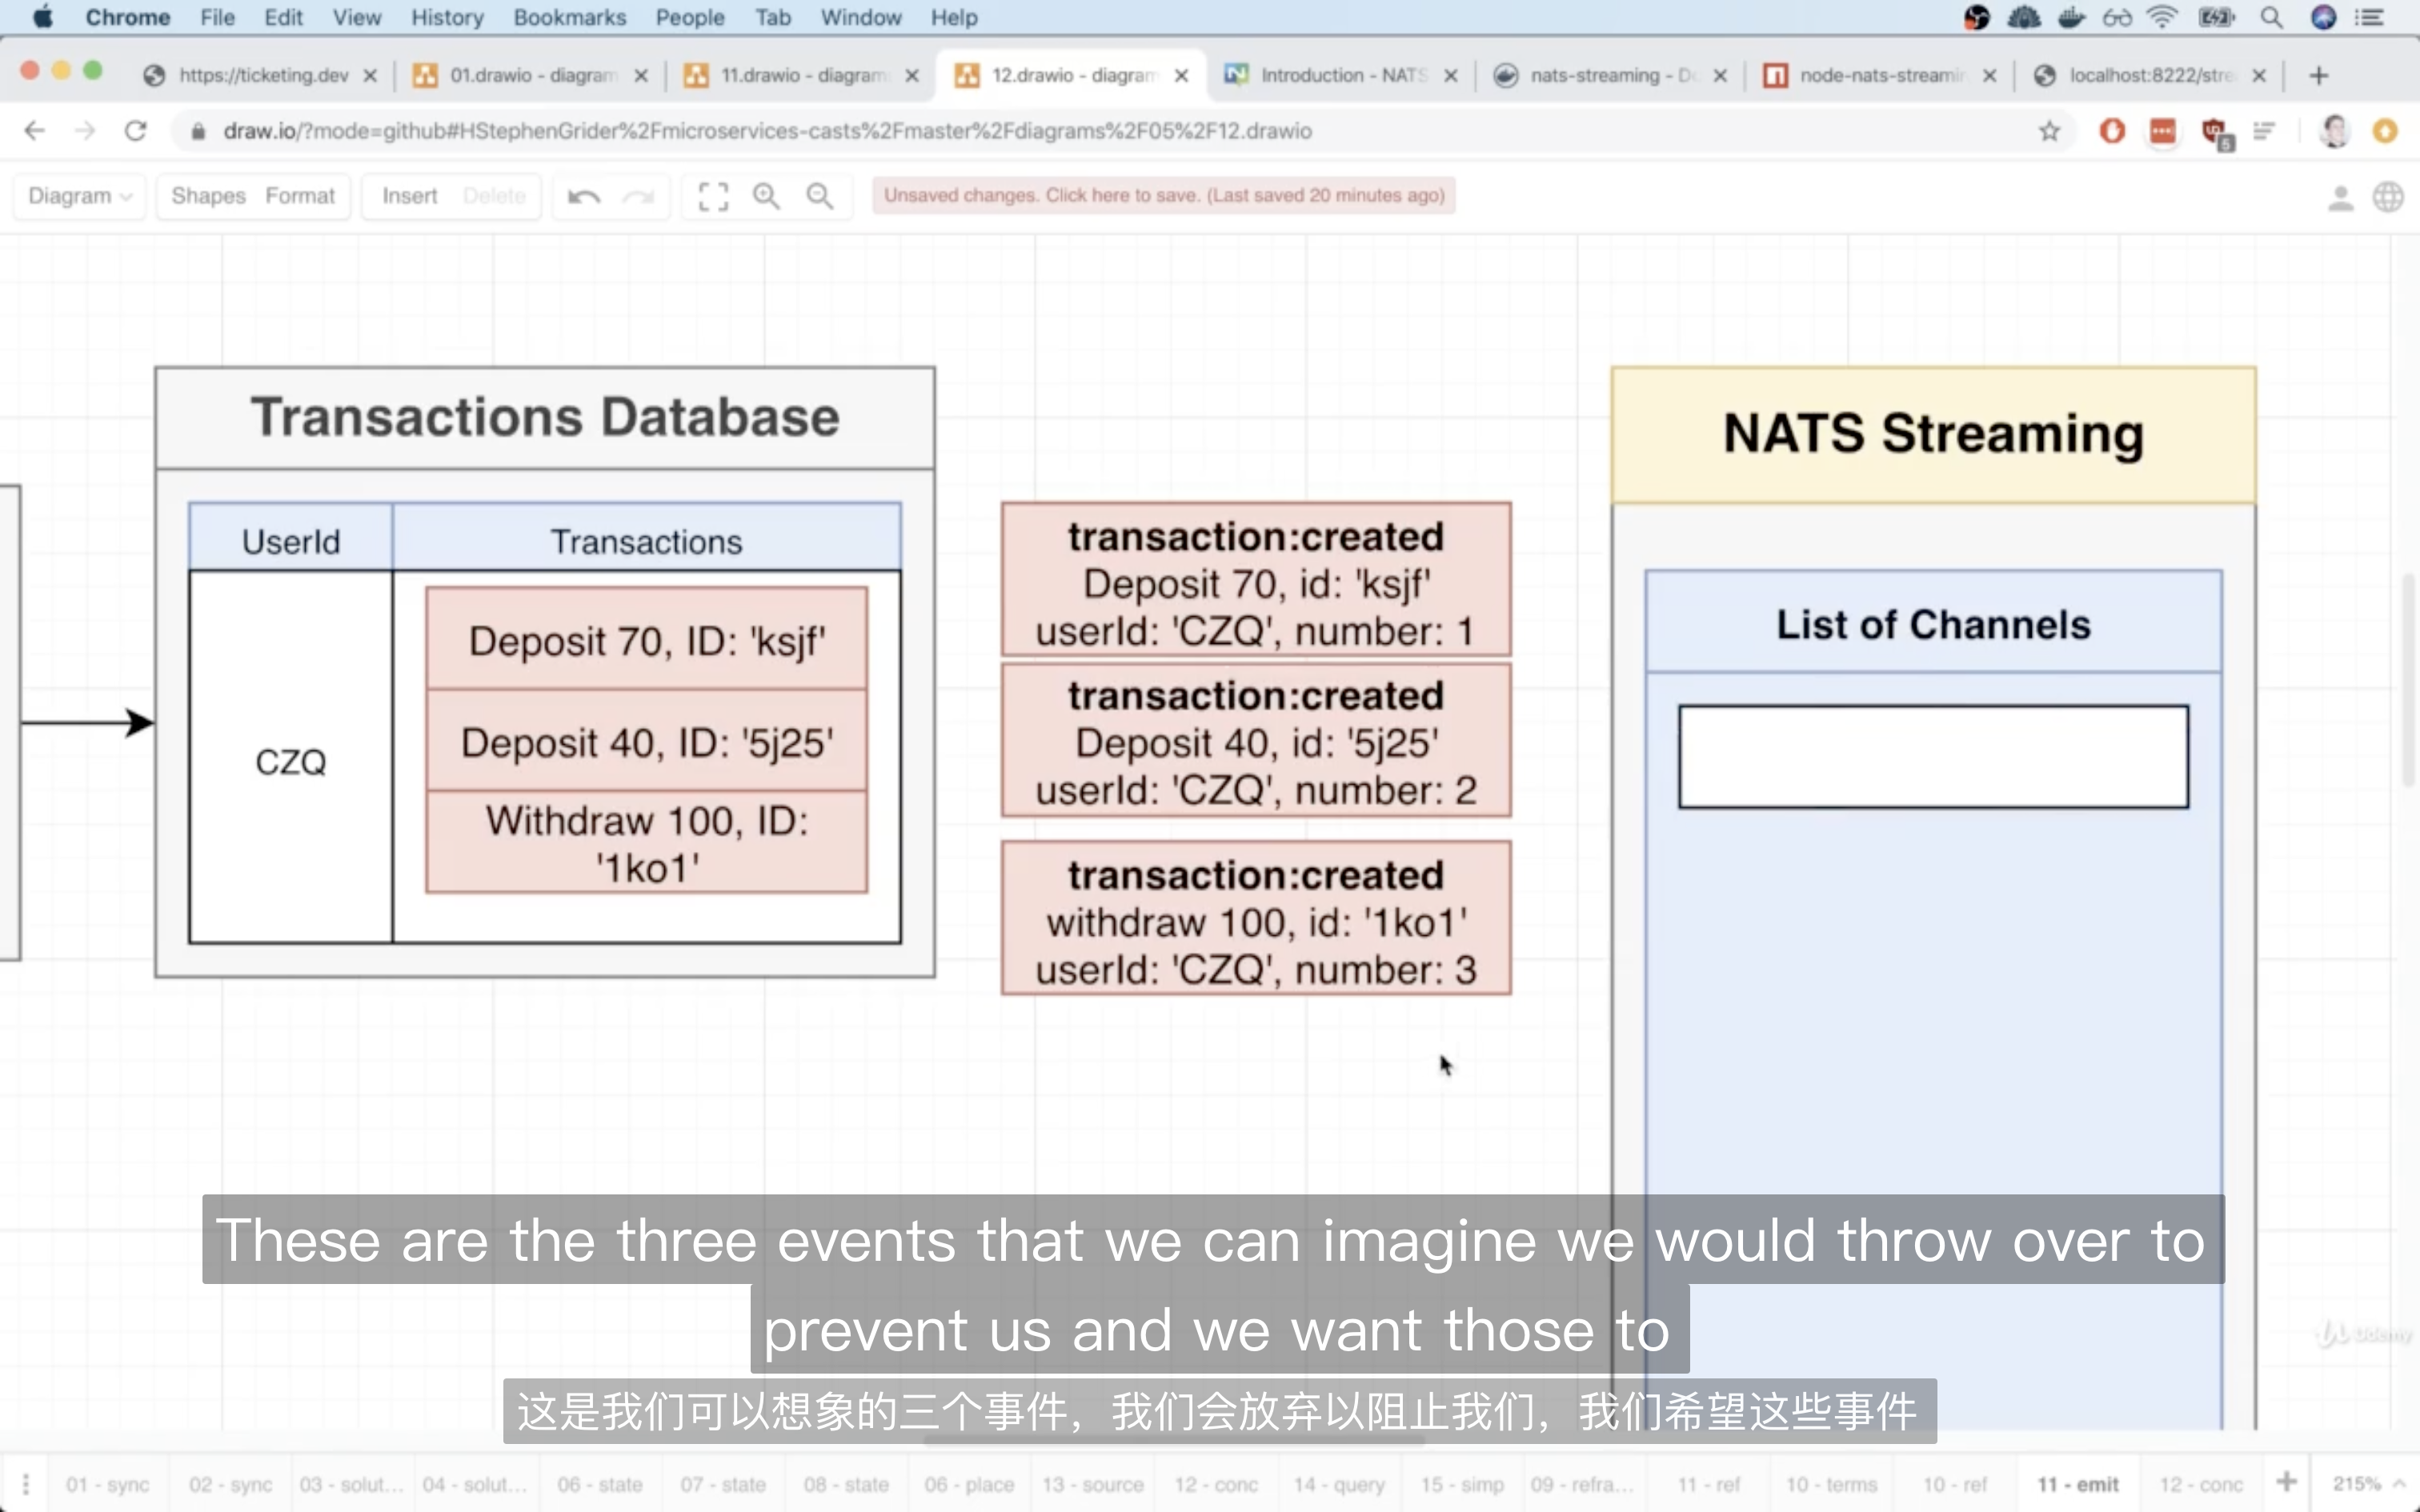 Chrome File Edit View History Bookmarks People Tab Window Help
https://ticketing.dev 01.drawio - diagram 11.drawio - diagram 12.drawio - diagram Introduction - NATS nats-streaming - Do node-nats-streamin localhost:8222/stre
draw.io/?mode=github#HStephenGrider%2Fmicroservices-casts%2Fmaster%2Fdiagrams%2F05%2F12.drawio
5
Diagram Shapes Format Insert Delete Unsaved changes. Click here to save. (Last saved 20 minutes ago)
Transactions Database
UserId Transactions
CZQ
Deposit 70, ID: 'ksjf'
Deposit 40, ID: '5j25'
Withdraw 100, ID:
'1ko1'
transaction:created
Deposit 70, id: 'ksjf'
userId: 'CZQ', number: 1
transaction:created
Deposit 40, id: '5j25'
userId: 'CZQ', number: 2
transaction:created
withdraw 100, id: '1ko1'
userId: 'CZQ', number: 3
NATS Streaming
List of Channels
These are the three events that we can imagine we would throw over to
prevent us and we want those to
这是我们可以想象的三个事件，我们会放弃以阻止我们，我们希望这些事件
Udemy
01 - sync 02 - sync 03 - solut... 04 - solut... 06 - state 07 - state 08 - state 06 - place 13 - source 12 - conc 14 - query 15 - simp 09 - refra... 11 - ref 10 - terms 10 - ref 11 - emit 12 - conc 215%